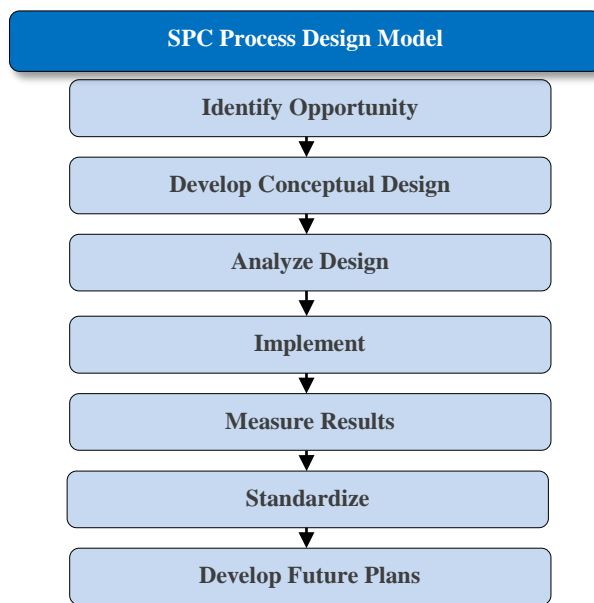 SPC Process Design Model
Identify Opportunity
Develop Conceptual Design
Analyze Design
Implement
Measure Results
Standardize
Develop Future Plans